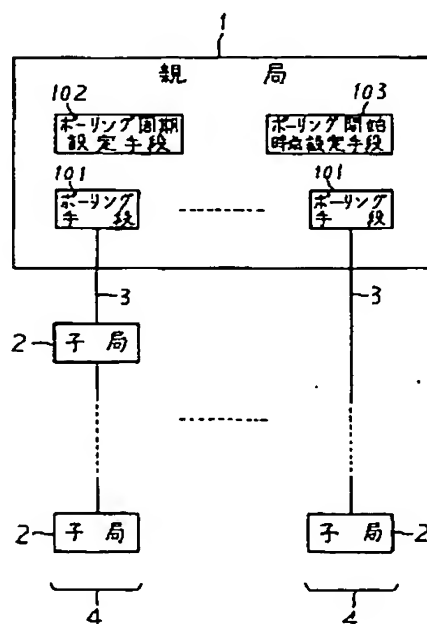 1
親 局
102
103
ポーリング周期
設定手段
ポーリング開始
時点設定手段
101
101
ポーリング
手 段
ポーリング
手 段
3
3
2
子 局
2
子 局
子 局
2
4
4